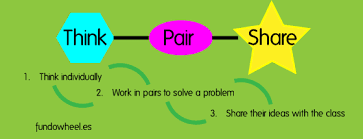 Think Pair Share
1. Think individually
2. Work in pairs to solve a problem
3. Share their ideas with the class
fundowheel.es